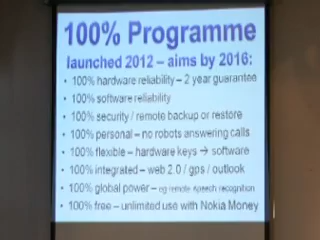 100% Programme
launched 2012 – aims by 2016:
• 100% hardware reliability – 2 year guarantee
• 100% software reliability
• 100% security / remote backup or restore
• 100% personal – no robots answering calls
• 100% flexible – hardware keys → software
• 100% integrated – web 2.0 / gps / outlook
• 100% global power – eg remote speech recognition
• 100% free – unlimited use with Nokia Money